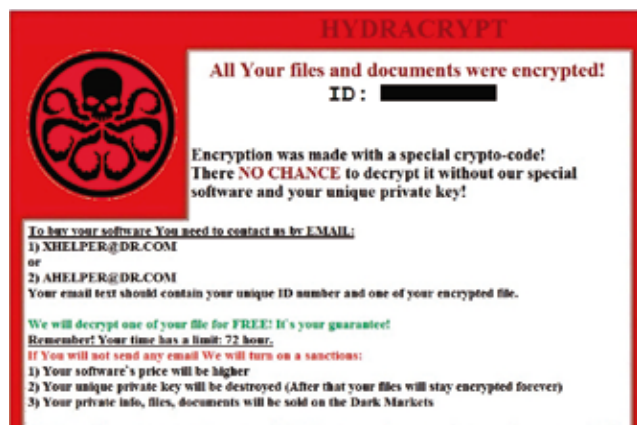 HYDRACRYPT
All Your files and documents were encrypted!
ID:
Encryption was made with a special crypto-code!
There NO CHANCE to decrypt it without our special
software and your unique private key!
To buy your software You need to contact us by EMAIL:
1) XHELPER@DR.COM
or
2) AHELPER@DR.COM
Your email text should contain your unique ID number and one of your encrypted file.
We will decrypt one of your file for FREE! It`s your guarantee!
Remember! Your time has a limit: 72 hour.
If You will not send any email We will turn on a sanctions:
1) Your software`s price will be higher
2) Your unique private key will be destroyed (After that your files will stay encrypted forever)
3) Your private info, files, documents will be sold on the Dark Markets